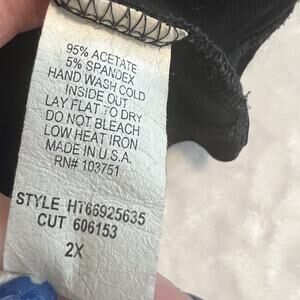 95% ACETATE
5% SPANDEX
HAND WASH COLD
INSIDE OUT
LAY FLAT TO DRY
DO NOT BLEACH
LOW HEAT IRON
MADE IN U.S.A.
RN# 103751
STYLE HT66925635
CUT 606153
2X